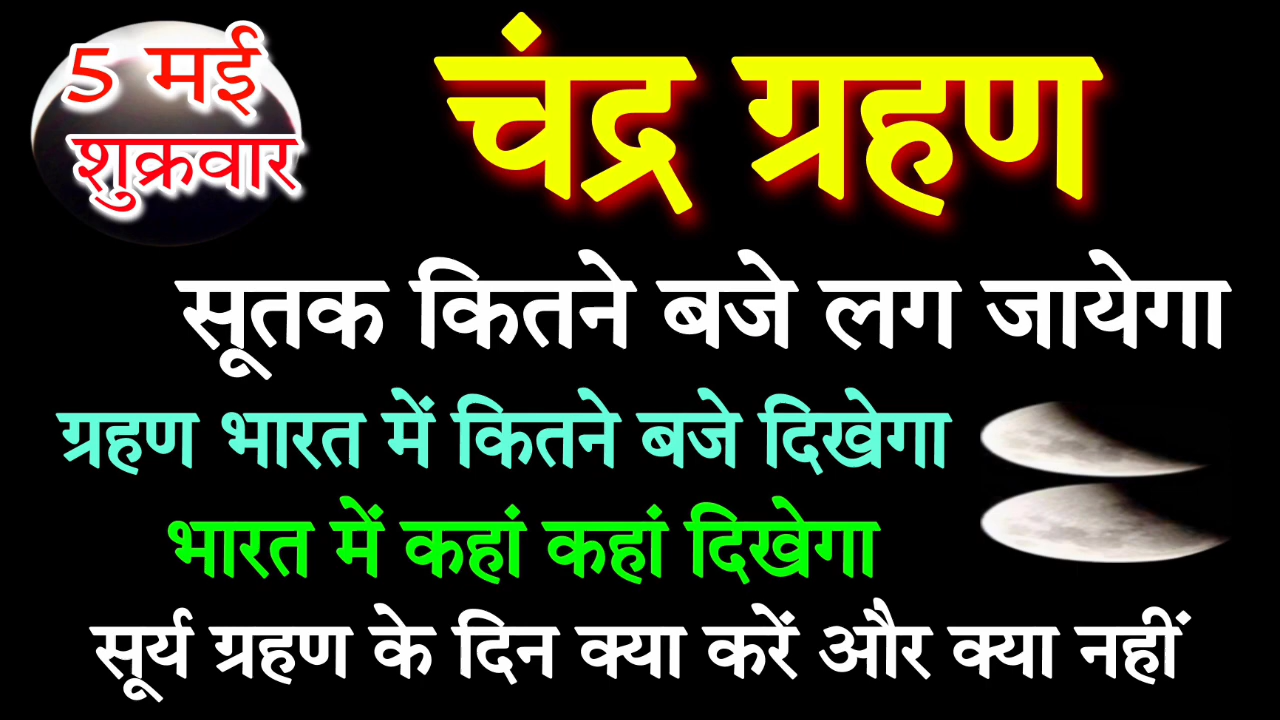 5 मई
शुक्रवार
चंद्र ग्रहण
सूतक कितने बजे लग जायेगा
ग्रहण भारत में कितने बजे दिखेगा
भारत में कहां कहां दिखेगा
सूर्य ग्रहण के दिन क्या करें और क्या नहीं